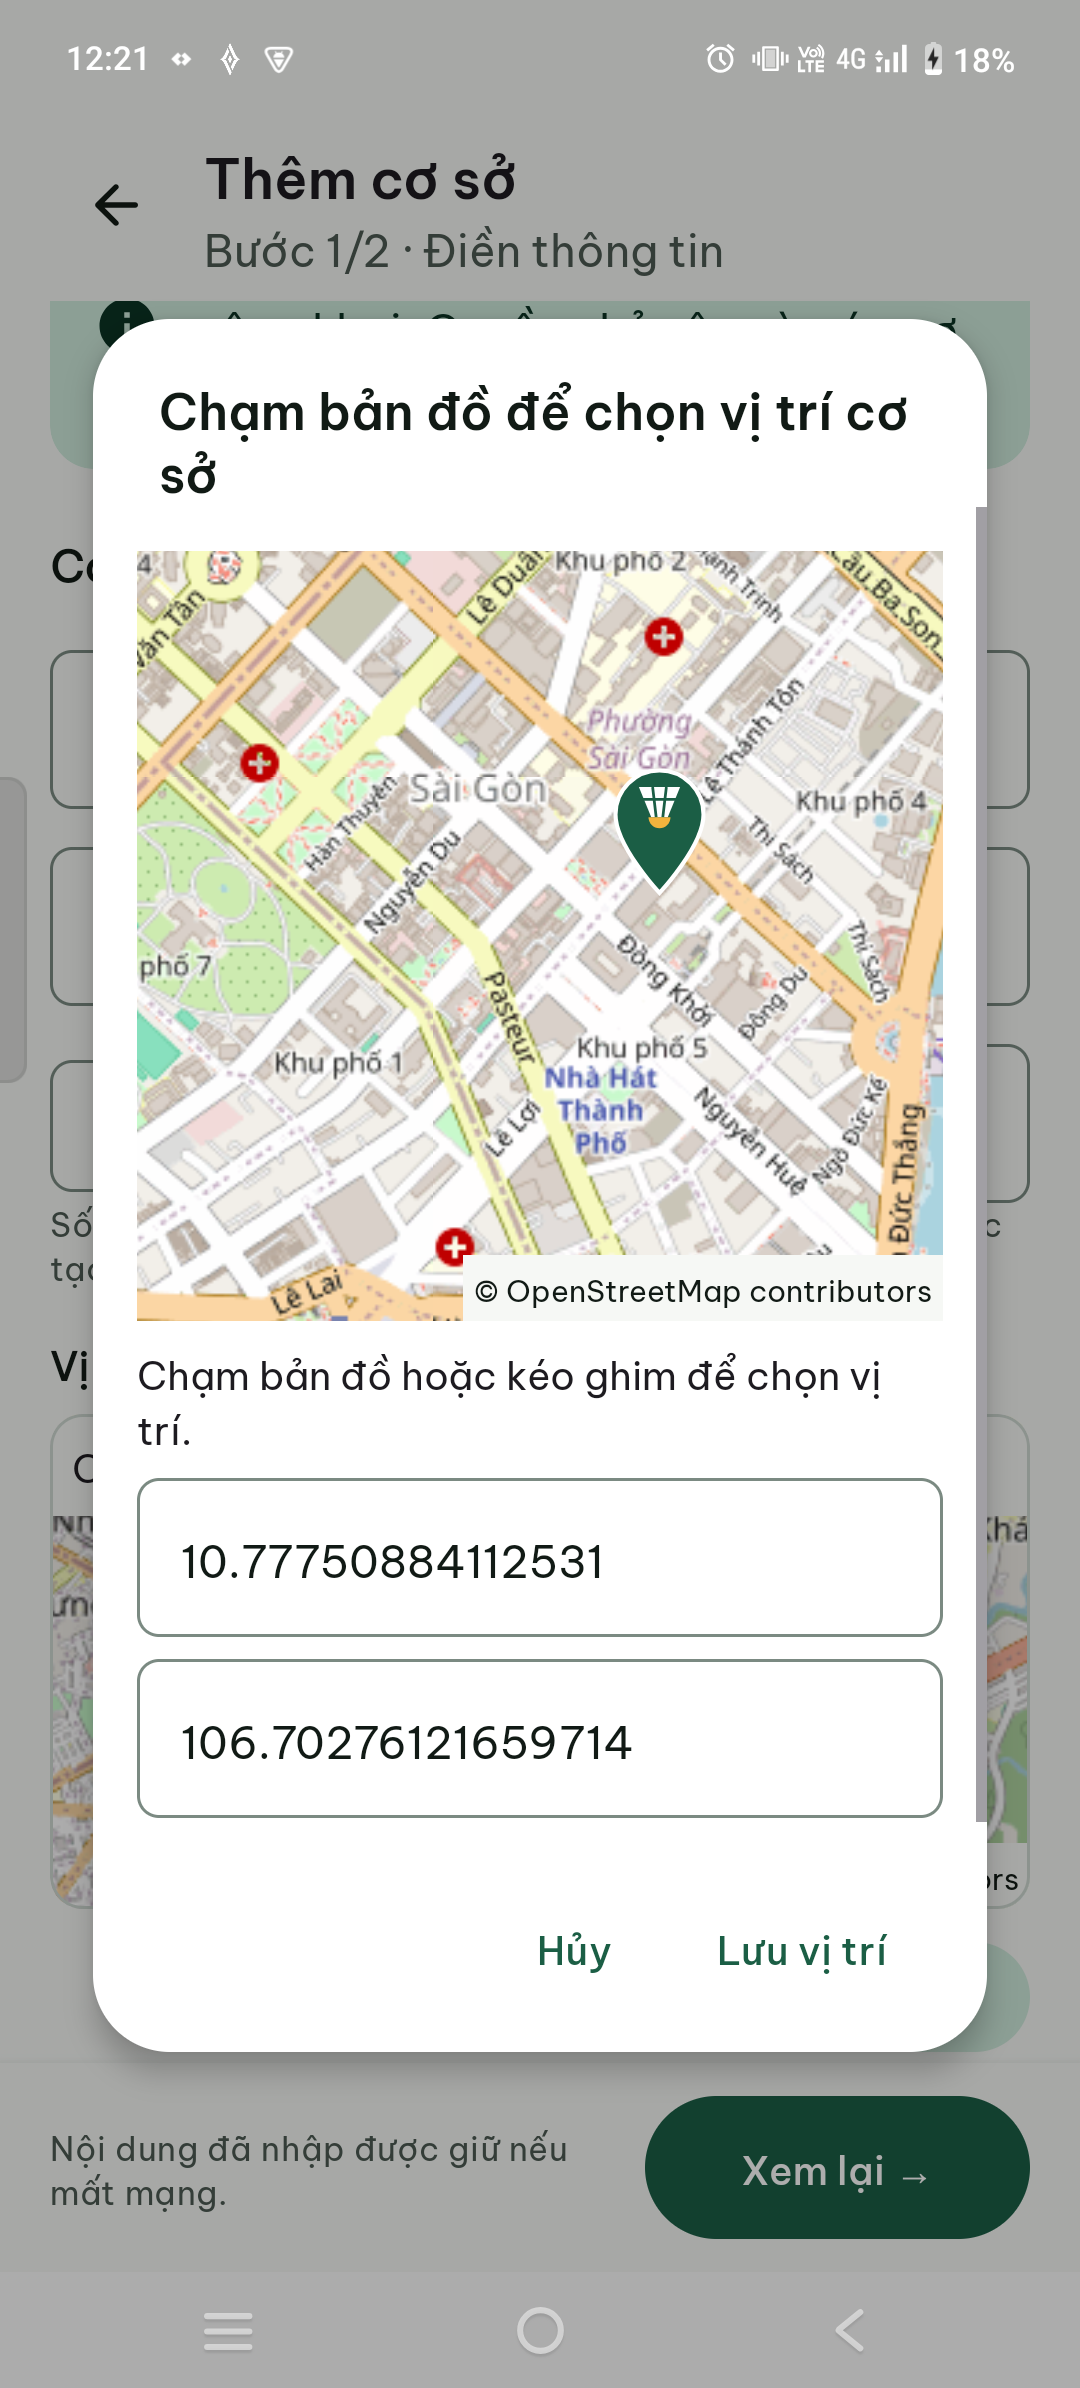 12:21
VoLTE 4G 18%
Thêm cơ sở
Bước 1/2 · Điền thông tin
Chạm bản đồ để chọn vị trí cơ
sở
Khu phố 2
Lê Duẩn
Phường
Sài Gòn
Lê Thánh Tôn
Sài Gòn
Khu phố 4
Hàn Thuyên
Nguyễn Du
Thi Sách
Thi Sách
phố 7
Pasteur
Đồng Khởi
Đông Du
Khu phố 1
Khu phố 5
Nhà Hát
Thành
Phố
Lê Lợi
Nguyễn Huệ
Ngô Đức Kế
Đức Thắng
Lê Lai
© OpenStreetMap contributors
Chạm bản đồ hoặc kéo ghim để chọn vị
trí.
10.77750884112531
106.70276121659714
Hủy
Lưu vị trí
Nội dung đã nhập được giữ nếu
mất mạng.
Xem lại →